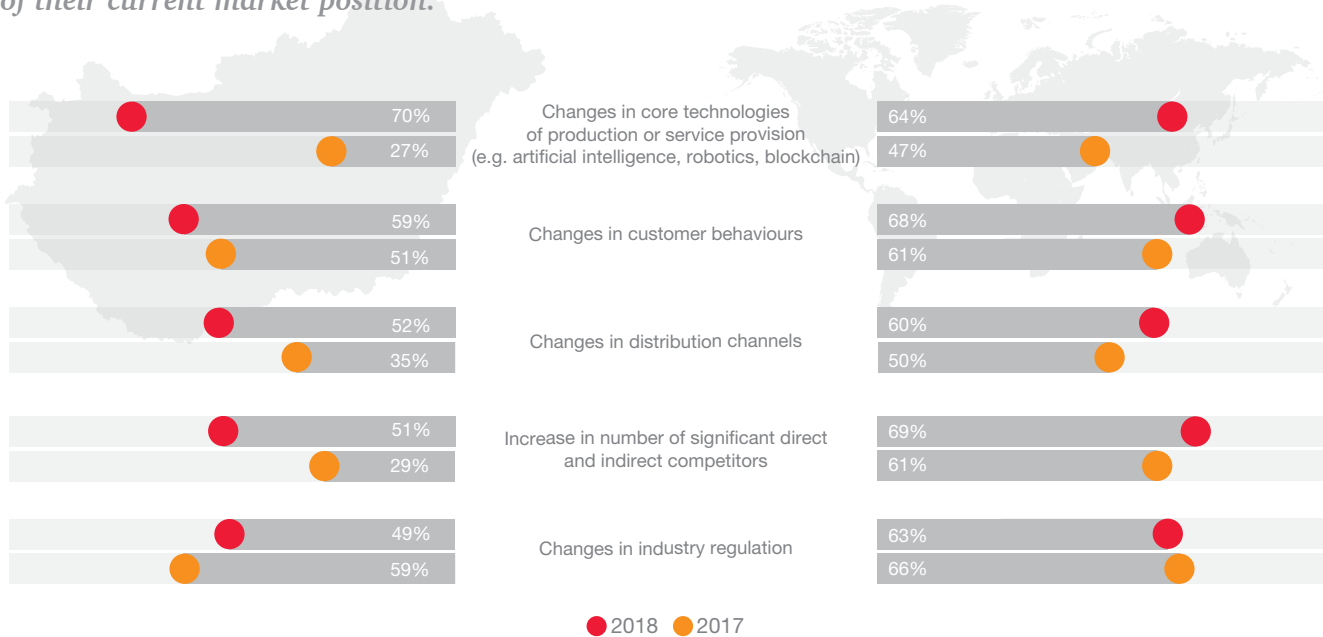 of their current market position.
70%
27%
Changes in core technologies
of production or service provision
(e.g. artificial intelligence, robotics, blockchain)
64%
47%
59%
51%
Changes in customer behaviours
68%
61%
52%
35%
Changes in distribution channels
60%
50%
51%
29%
Increase in number of significant direct
and indirect competitors
69%
61%
49%
59%
Changes in industry regulation
63%
66%
2018 2017